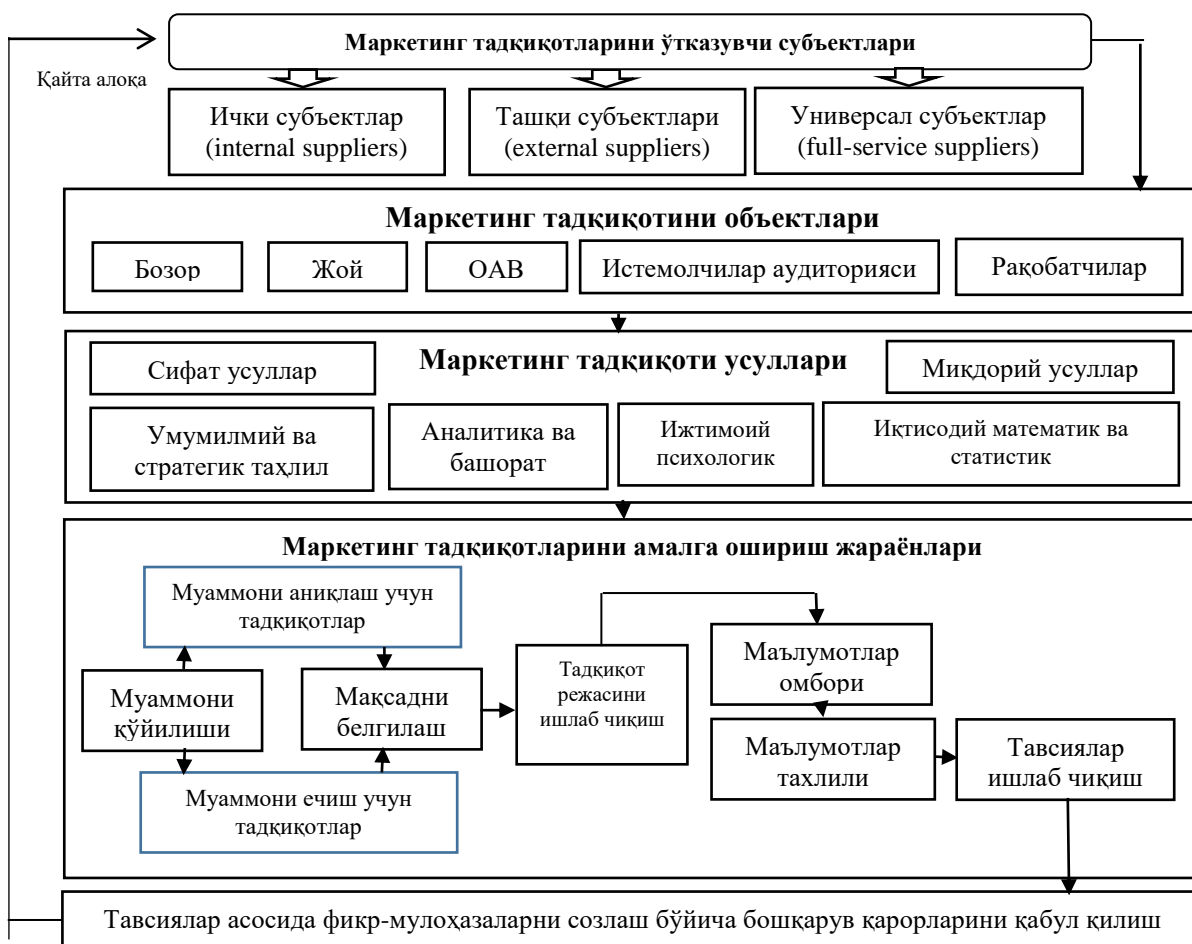 Маркетинг тадқиқотларини ўтказувчи субъектлари
Қайта алоқа
Ички субъектлар
(internal suppliers)
Ташқи субъектлари
(external suppliers)
Универсал субъектлар
(full-service suppliers)
Маркетинг тадқиқотини объектлари
Бозор
Жой
ОАВ
Истемолчилар аудиторияси
Рақобатчилар
Маркетинг тадқиқоти усуллари
Сифат усуллар
Миқдорий усуллар
Умумилмий ва
стратегик таҳлил
Аналитика ва
башорат
Ижтимоий
психологик
Иқтисодий математик ва
статистик
Маркетинг тадқиқотларини амалга ошириш жараёнлари
Муаммони аниқлаш учун
тадқиқотлар
Муаммони
қўйилиши
Мақсадни
белгилаш
Муаммони ечиш учун
тадқиқотлар
Тадқиқот
режасини
ишлаб чиқиш
Маълумотлар
омбори
Маълумотлар
тахлили
Тавсиялар
ишлаб чиқиш
Тавсиялар асосида фикр-мулоҳазаларни созлаш бўйича бошқарув қарорларини қабул қилиш